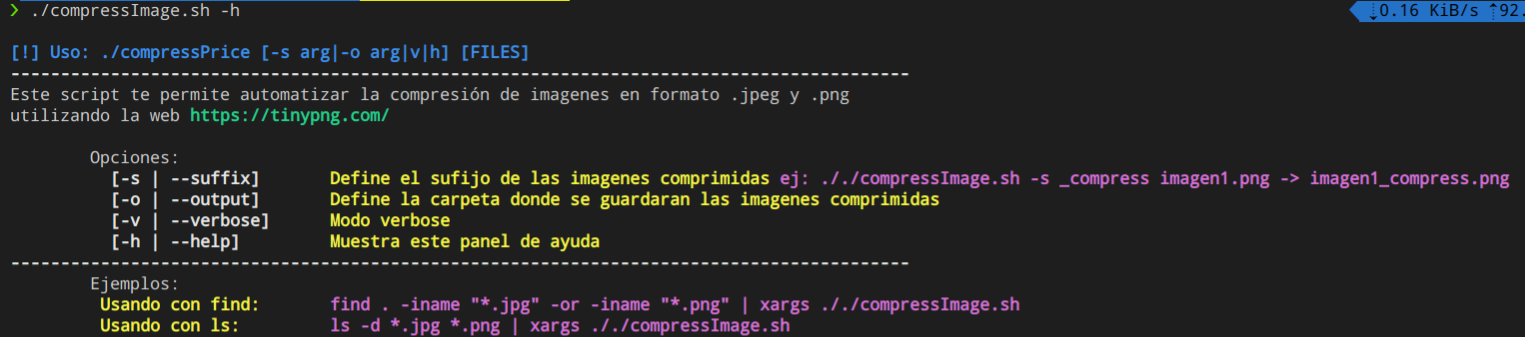 ❯ ./compressImage.sh -h
⇣0.16 KiB/s ⇡92.
[!] Uso: ./compressPrice [-s arg|-o arg|v|h] [FILES]
------------------------------------------------------------------------------------------
Este script te permite automatizar la compresión de imagenes en formato .jpeg y .png
utilizando la web https://tinypng.com/
Opciones:
[-s | --suffix] Define el sufijo de las imagenes comprimidas ej: ././compressImage.sh -s _compress imagen1.png -> imagen1_compress.png
[-o | --output] Define la carpeta donde se guardaran las imagenes comprimidas
[-v | --verbose] Modo verbose
[-h | --help] Muestra este panel de ayuda
------------------------------------------------------------------------------------------
Ejemplos:
Usando con find: find . -iname "*.jpg" -or -iname "*.png" | xargs ././compressImage.sh
Usando con ls: ls -d *.jpg *.png | xargs ././compressImage.sh